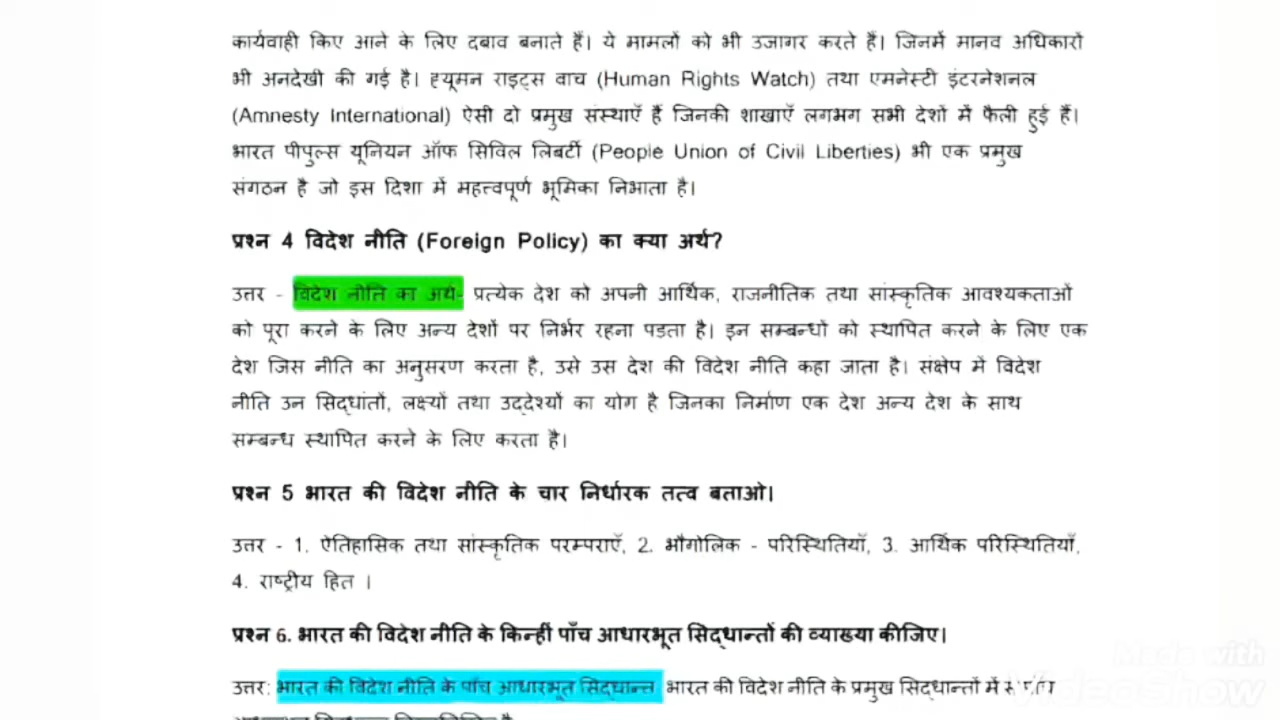 कार्यवाही किए आने के लिए दबाव बनाते हैं। ये मामलों को भी उजागर करते हैं। जिनमें मानव अधिकारों
भी अनदेखी की गई है। ह्यूमन राइट्स वाच (Human Rights Watch) तथा एमनेस्टी इंटरनेशनल
(Amnesty International) ऐसी दो प्रमुख संस्थाएँ हैं जिनकी शाखाएँ लगभग सभी देशों में फैली हुई हैं।
भारत पीपुल्स यूनियन ऑफ सिविल लिबर्टी (People Union of Civil Liberties) भी एक प्रमुख
संगठन है जो इस दिशा में महत्त्वपूर्ण भूमिका निभाता है।
प्रश्न 4 विदेश नीति (Foreign Policy) का क्या अर्थ?
उत्तर - विदेश नीति का अर्थ- प्रत्येक देश को अपनी आर्थिक, राजनीतिक तथा सांस्कृतिक आवश्यकताओं
को पूरा करने के लिए अन्य देशों पर निर्भर रहना पडता है। इन सम्बन्धों को स्थापित करने के लिए एक
देश जिस नीति का अनुसरण करता है, उसे उस देश की विदेश नीति कहा जाता है। संक्षेप में विदेश
नीति उन सिद्धांतों, लक्ष्यों तथा उद्देश्यों का योग है जिनका निर्माण एक देश अन्य देश के साथ
सम्बन्ध स्थापित करने के लिए करता है।
प्रश्न 5 भारत की विदेश नीति के चार निर्धारक तत्व बताओ।
उत्तर - 1. ऐतिहासिक तथा सांस्कृतिक परम्पराएँ, 2. भौगोलिक - परिस्थितियाँ, 3. आर्थिक परिस्थितियाँ,
4. राष्ट्रीय हित ।
प्रश्न 6. भारत की विदेश नीति के किन्हीं पाँच आधारभूत सिद्धान्तों की व्याख्या कीजिए।
उत्तर: भारत की विदेश नीति के पाँच आधारभूत सिद्धान्त भारत की विदेश नीति के प्रमुख सिद्धान्तों में
Made with
VideoShow